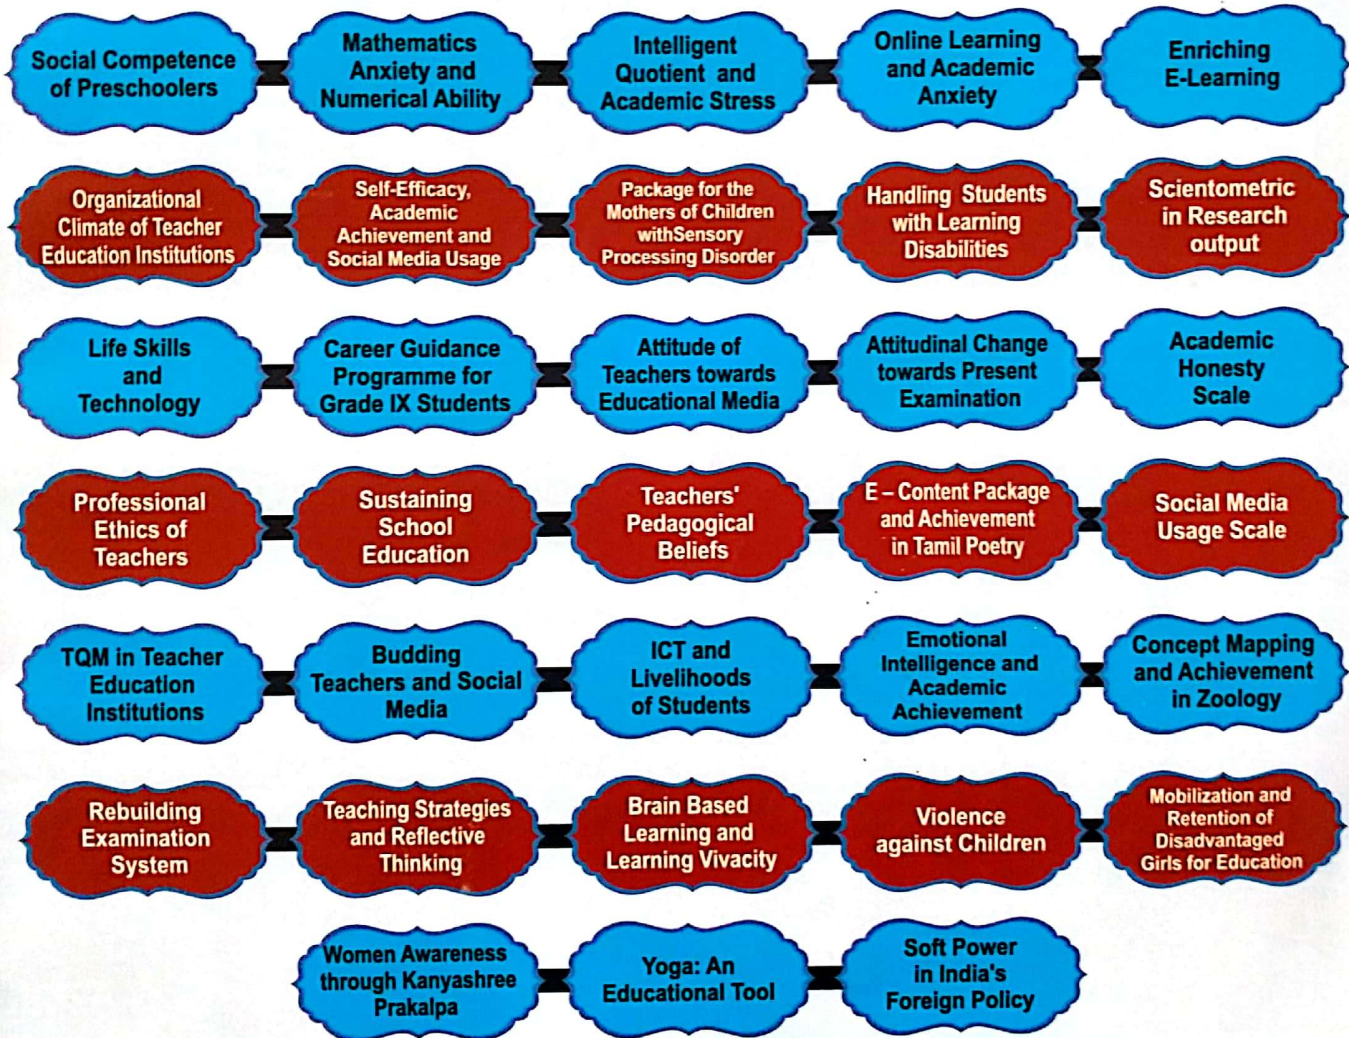 Social Competence
of Preschoolers
Mathematics
Anxiety and
Numerical Ability
Intelligent
Quotient and
Academic Stress
Online Learning
and Academic
Anxiety
Enriching
E-Learning
Organizational
Climate of Teacher
Education Institutions
Self-Efficacy,
Academic
Achievement and
Social Media Usage
Package for the
Mothers of Children
withSensory
Processing Disorder
Handling Students
with Learning
Disabilities
Scientometric
in Research
output
Life Skills
and
Technology
Career Guidance
Programme for
Grade IX Students
Attitude of
Teachers towards
Educational Media
Attitudinal Change
towards Present
Examination
Academic
Honesty
Scale
Professional
Ethics of
Teachers
Sustaining
School
Education
Teachers'
Pedagogical
Beliefs
E – Content Package
and Achievement
in Tamil Poetry
Social Media
Usage Scale
TQM in Teacher
Education
Institutions
Budding
Teachers and Social
Media
ICT and
Livelihoods
of Students
Emotional
Intelligence and
Academic
Achievement
Concept Mapping
and Achievement
in Zoology
Rebuilding
Examination
System
Teaching Strategies
and Reflective
Thinking
Brain Based
Learning and
Learning Vivacity
Violence
against Children
Mobilization and
Retention of
Disadvantaged
Girls for Education
Women Awareness
through Kanyashree
Prakalpa
Yoga: An
Educational Tool
Soft Power
in India's
Foreign Policy